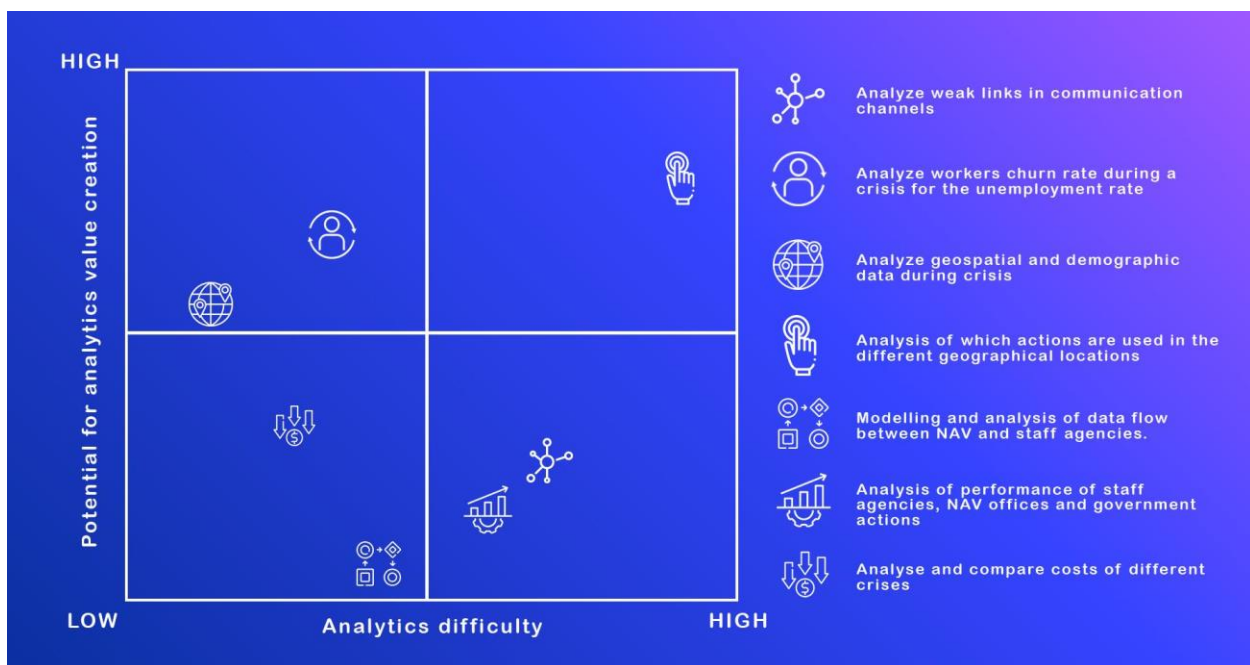 HIGH
Potential for analytics value creation
LOW
Analytics difficulty
HIGH
Analyze weak links in communication
channels
Analyze workers churn rate during a
crisis for the unemployment rate
Analyze geospatial and demographic
data during crisis
Analysis of which actions are used in the
different geographical locations
Modelling and analysis of data flow
between NAV and staff agencies.
Analysis of performance of staff
agencies, NAV offices and government
actions
Analyse and compare costs of different
crises